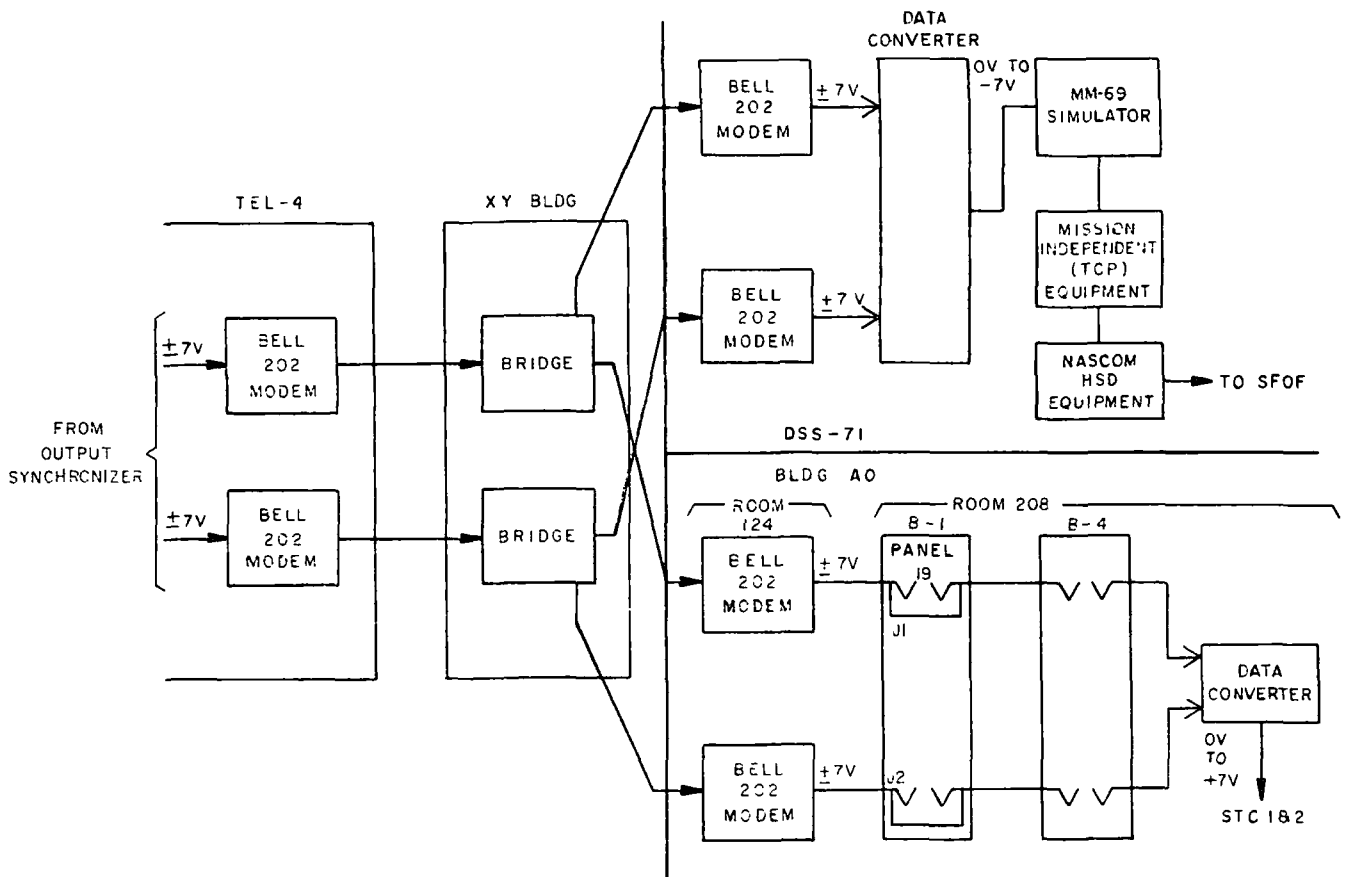 DATA
CONVERTER
BELL
202
MODEM
±7V
0V TO
-7V
MM-69
SIMULATOR
TEL-4
XY BLDG
MISSION
INDEPENDENT
(TCP)
EQUIPMENT
BELL
202
MODEM
±7V
±7V
BELL
202
MODEM
BRIDGE
NASCOM
HSD
EQUIPMENT
TO SFOF
FROM
OUTPUT
SYNCHRONIZER
DSS-71
BLDG AO
±7V
BELL
202
MODEM
BRIDGE
ROOM
124
ROOM 208
B-1
B-4
BELL
202
MODEM
±7V
PANEL
19
J1
DATA
CONVERTER
BELL
202
MODEM
±7V
J2
0V
TO
+7V
STC 1&2